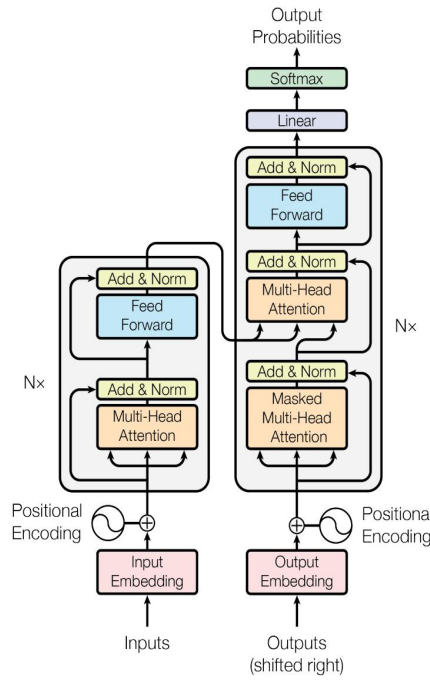 Output
Probabilities
Softmax
Linear
Add & Norm
Feed
Forward
Add & Norm
Multi-Head
Attention
Add & Norm
Masked
Multi-Head
Attention
Nx
Add & Norm
Feed
Forward
Nx
Add & Norm
Multi-Head
Attention
Positional
Encoding
Positiona
Encoding
Input
Embedding
Output
Embedding
Inputs
Outputs
(shifted right)